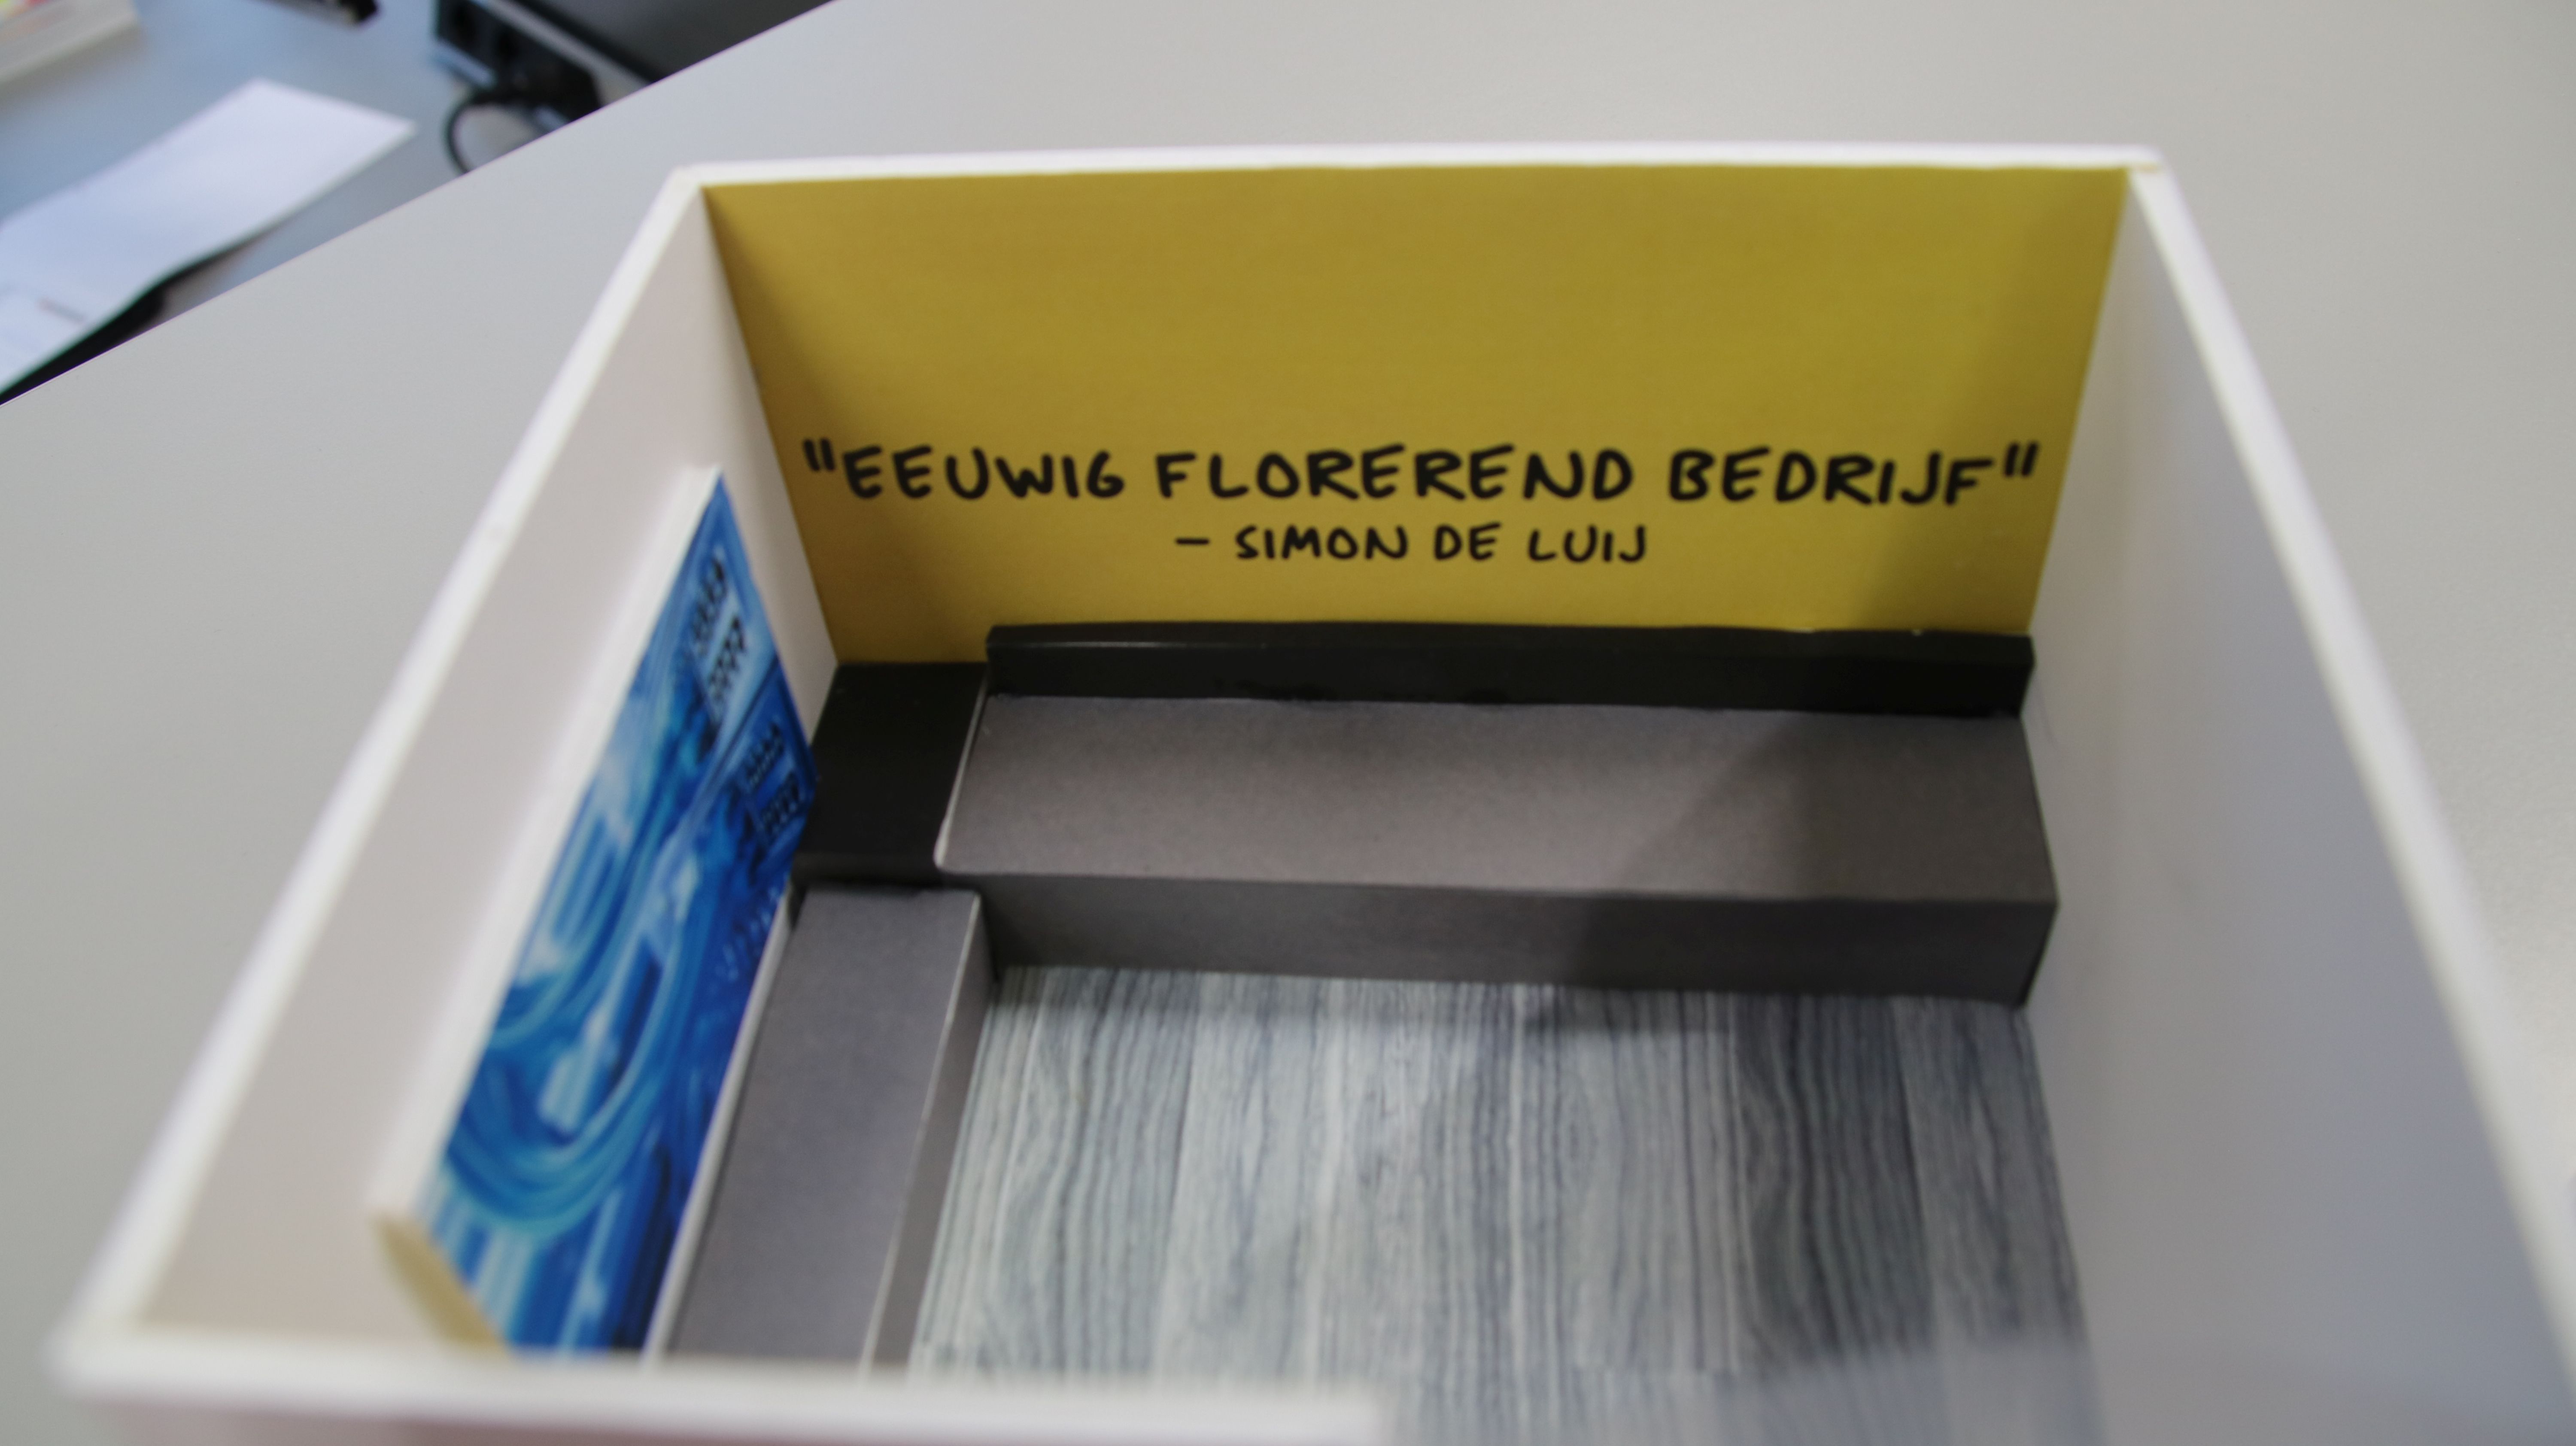 "EEUWIG FLOREREND BEDRIJF"
- SIMON DE LUIJ